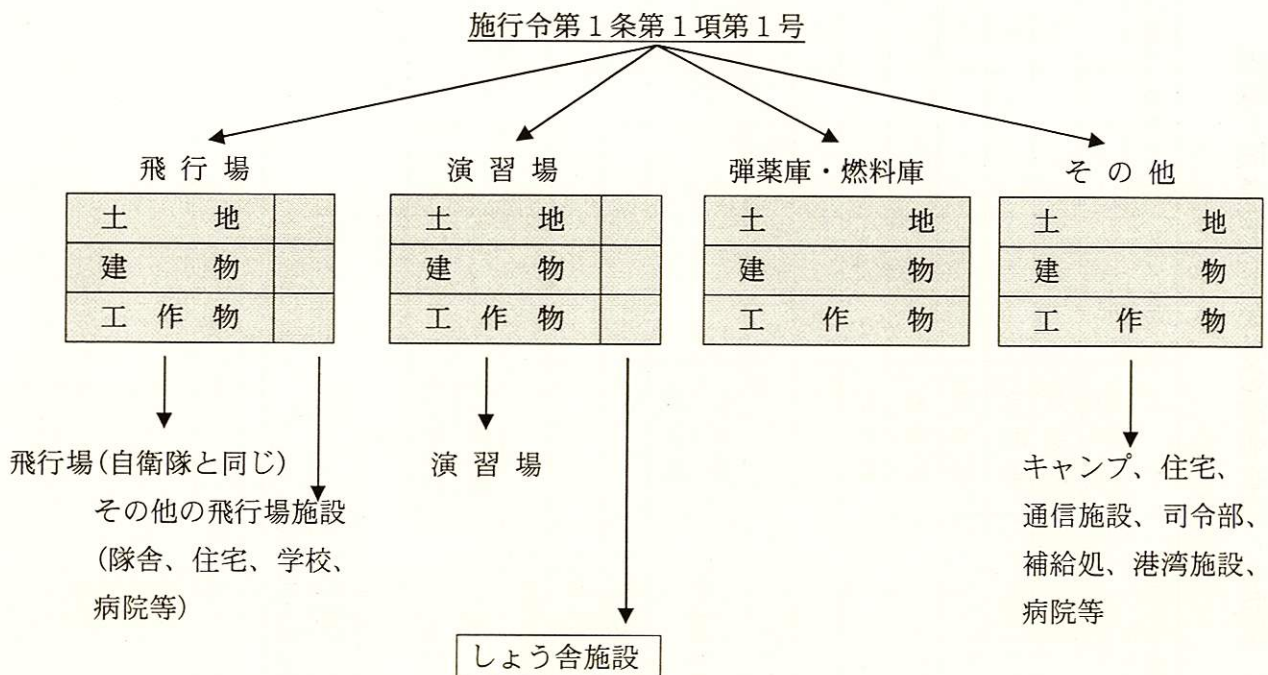 施行令第1条第1項第1号
飛行場
演習場
弾薬庫・燃料庫
その他
土地
建物
工作物
土地
建物
工作物
土地
建物
工作物
土地
建物
工作物
飛行場(自衛隊と同じ)
その他の飛行場施設
(隊舎、住宅、学校、
病院等)
演習場
しょう舎施設
キャンプ、住宅、
通信施設、司令部、
補給処、港湾施設、
病院等